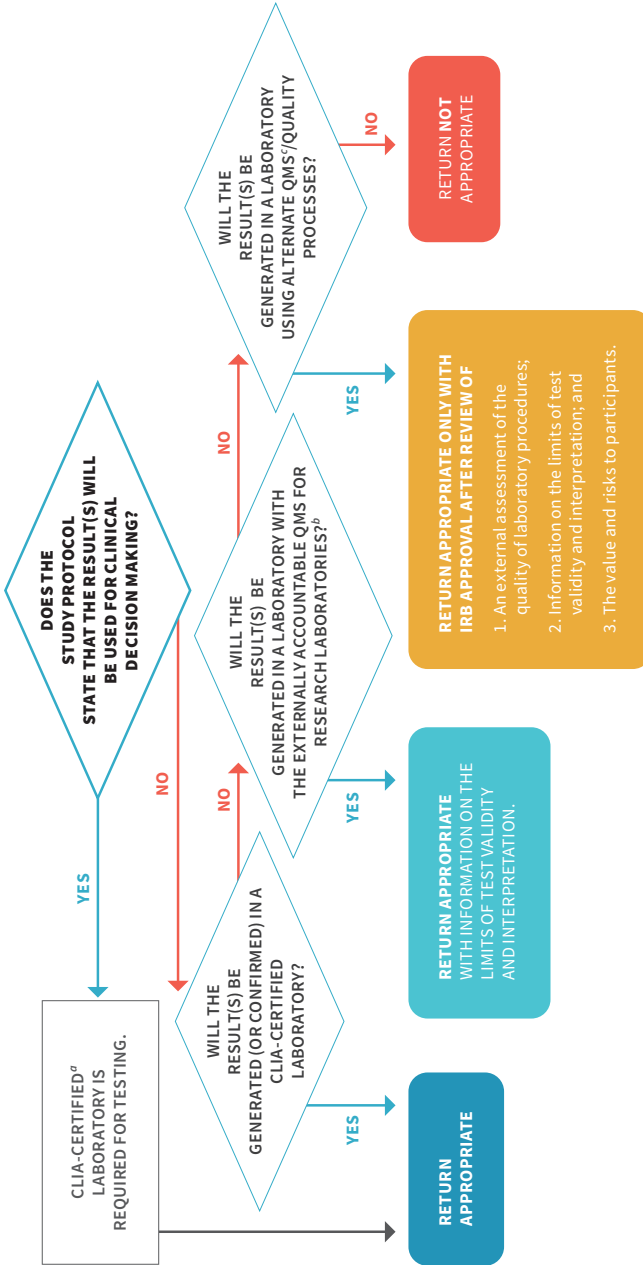 DOES THE
STUDY PROTOCOL
STATE THAT THE RESULT(S) WILL
BE USED FOR CLINICAL
DECISION MAKING?
YES
CLIA-CERTIFIEDa
LABORATORY IS
REQUIRED FOR TESTING.
NO
WILL THE
RESULT(S) BE
GENERATED (OR CONFIRMED) IN A
CLIA-CERTIFIED
LABORATORY?
YES
RETURN
APPROPRIATE
NO
WILL THE
RESULT(S) BE
GENERATED IN A LABORATORY WITH
THE EXTERNALLY ACCOUNTABLE QMS FOR
RESEARCH LABORATORIES?b
YES
RETURN APPROPRIATE
WITH INFORMATION ON THE
LIMITS OF TEST VALIDITY
AND INTERPRETATION.
NO
WILL THE
RESULT(S) BE
GENERATED IN A LABORATORY
USING ALTERNATE QMSc/QUALITY
PROCESSES?
YES
RETURN APPROPRIATE ONLY WITH
IRB APPROVAL AFTER REVIEW OF
1. An external assessment of the
quality of laboratory procedures;
2. Information on the limits of test
validity and interpretation; and
3. The value and risks to participants.
NO
RETURN NOT
APPROPRIATE